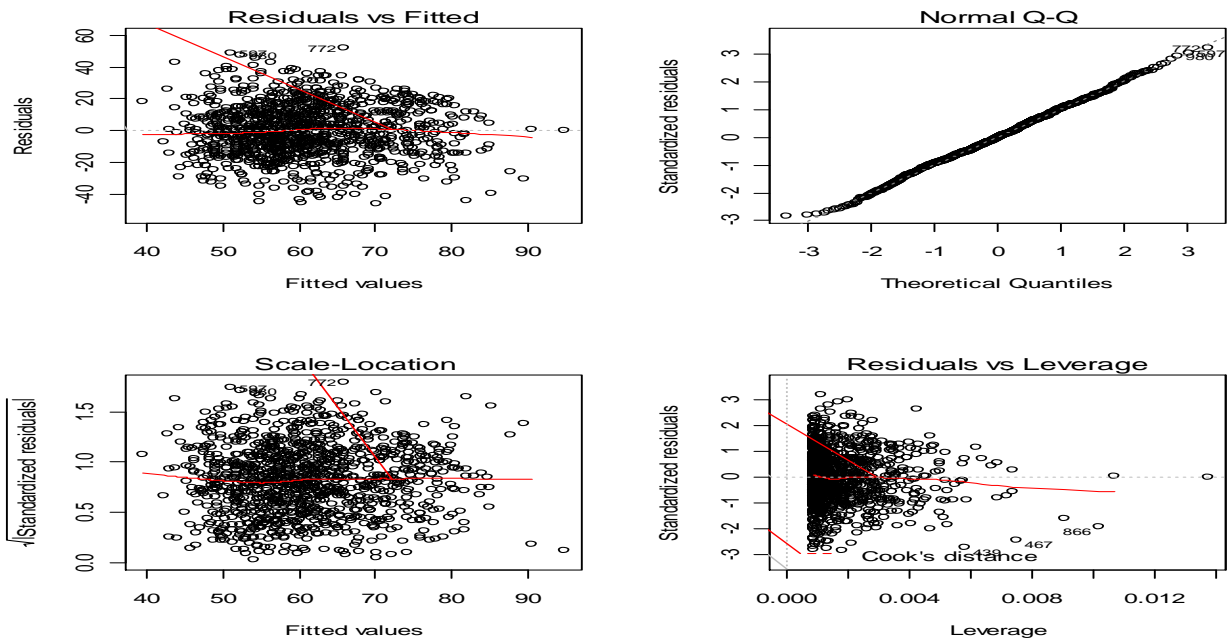 Residuals vs Fitted
Residuals
60
40
20
0
-20
-40
772
40 50 60 70 80 90
Fitted values
Normal Q-Q
Standardized residuals
3
2
1
0
-1
-2
-3
772
-3 -2 -1 0 1 2 3
Theoretical Quantiles
Scale-Location
√|Standardized residuals|
1.5
1.0
0.5
0.0
772
40 50 60 70 80 90
Fitted values
Residuals vs Leverage
Standardized residuals
3
2
1
0
-1
-2
-3
866
467
439
Cook's distance
0.000 0.004 0.008 0.012
Leverage